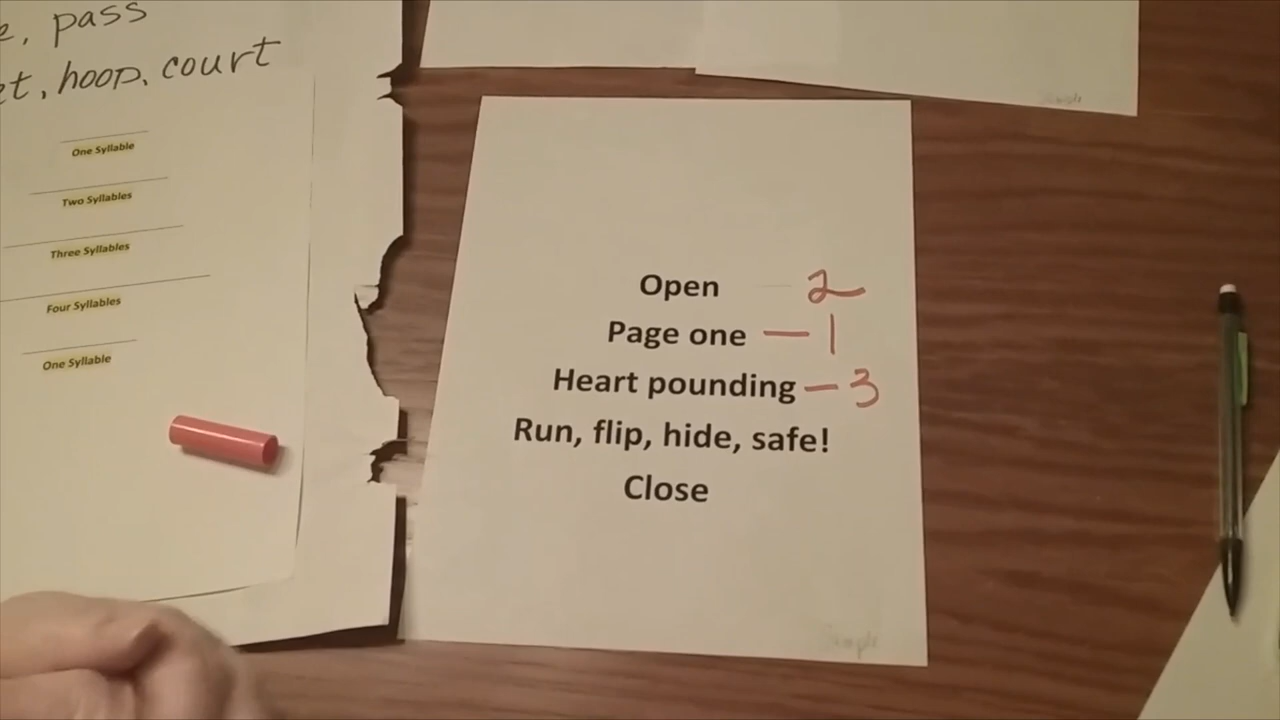 pass
hoop, court
One Syllable
Two Syllables
Three Syllables
Four Syllables
One Syllable
Open 2
Page one — 1
Heart pounding — 3
Run, flip, hide, safe!
Close